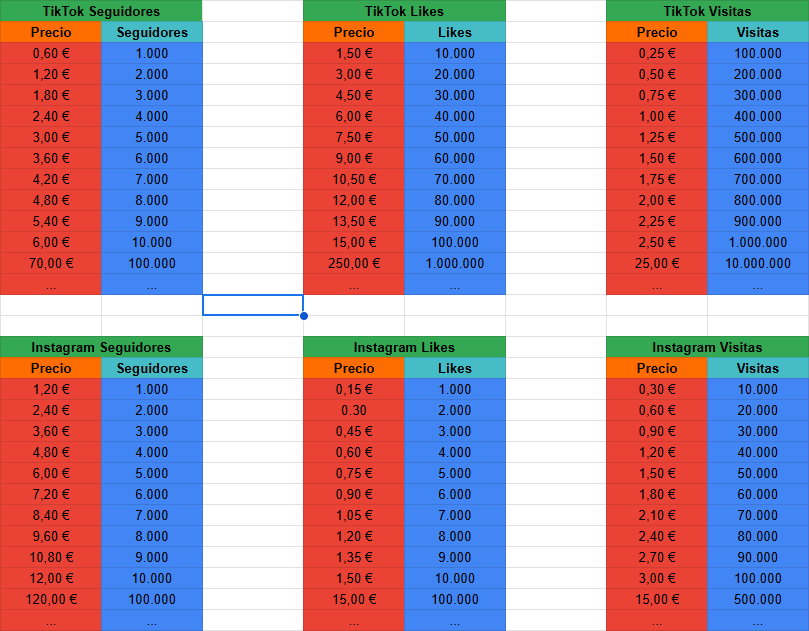 TikTok Seguidores TikTok Likes TikTok Visitas
Precio Seguidores Precio Likes Precio Visitas
0,60 € 1.000 1,50 € 10.000 0,25 € 100.000
1,20 € 2.000 3,00 € 20.000 0,50 € 200.000
1,80 € 3.000 4,50 € 30.000 0,75 € 300.000
2,40 € 4.000 6,00 € 40.000 1,00 € 400.000
3,00 € 5.000 7,50 € 50.000 1,25 € 500.000
3,60 € 6.000 9,00 € 60.000 1,50 € 600.000
4,20 € 7.000 10,50 € 70.000 1,75 € 700.000
4,80 € 8.000 12,00 € 80.000 2,00 € 800.000
5,40 € 9.000 13,50 € 90.000 2,25 € 900.000
6,00 € 10.000 15,00 € 100.000 2,50 € 1.000.000
70,00 € 100.000 250,00 € 1.000.000 25,00 € 10.000.000
... ... ... ... ... ...
Instagram Seguidores Instagram Likes Instagram Visitas
Precio Seguidores Precio Likes Precio Visitas
1,20 € 1.000 0,15 € 1.000 0,30 € 10.000
2,40 € 2.000 0.30 2.000 0,60 € 20.000
3,60 € 3.000 0,45 € 3.000 0,90 € 30.000
4,80 € 4.000 0,60 € 4.000 1,20 € 40.000
6,00 € 5.000 0,75 € 5.000 1,50 € 50.000
7,20 € 6.000 0,90 € 6.000 1,80 € 60.000
8,40 € 7.000 1,05 € 7.000 2,10 € 70.000
9,60 € 8.000 1,20 € 8.000 2,40 € 80.000
10,80 € 9.000 1,35 € 9.000 2,70 € 90.000
12,00 € 10.000 1,50 € 10.000 3,00 € 100.000
120,00 € 100.000 15,00 € 100.000 15,00 € 500.000
... ... ... ... ... ...